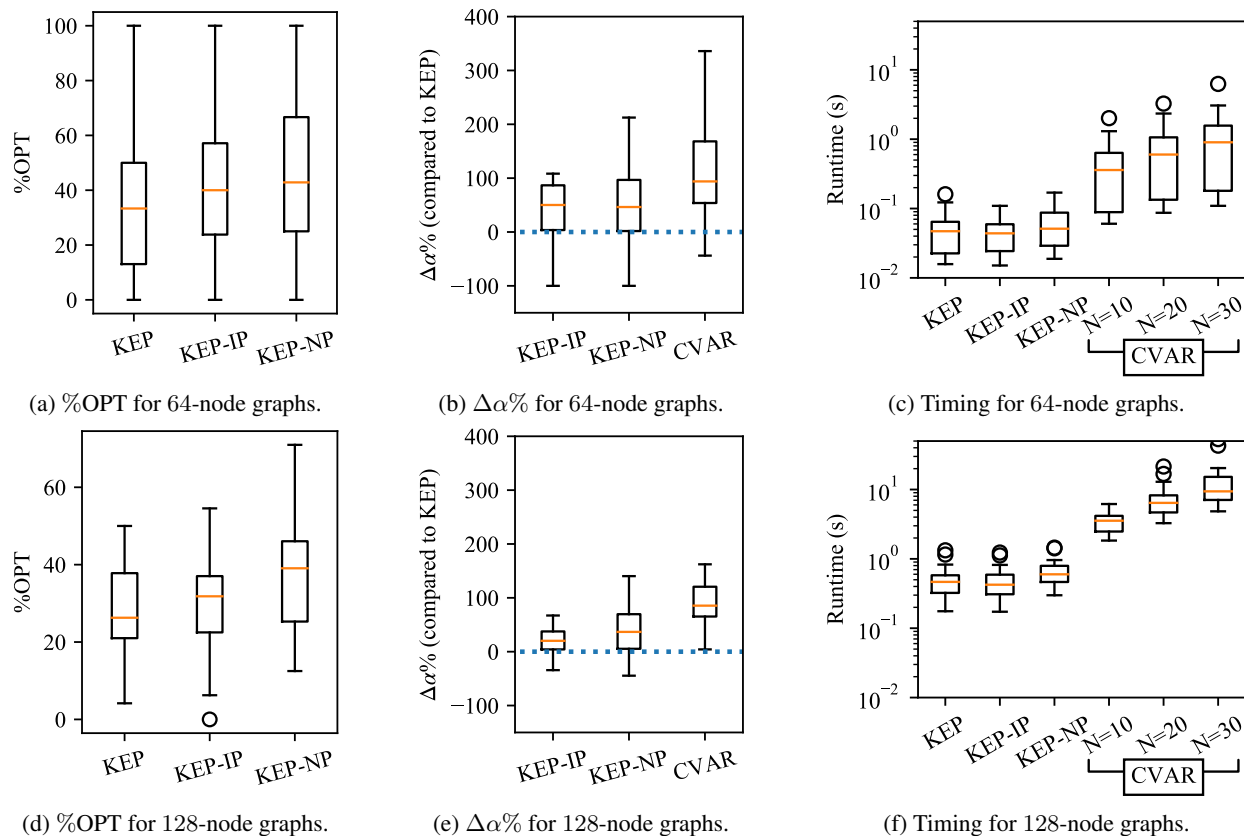 100
80
60
40
20
0
%OPT
KEP
KEP-IP
KEP-NP
(a) %OPT for 64-node graphs.
400
300
200
100
0
−100
Δα% (compared to KEP)
KEP-IP
KEP-NP
CVAR
(b) Δα% for 64-node graphs.
10^1
10^0
10^−1
10^−2
Runtime (s)
KEP
KEP-IP
KEP-NP
N=10
N=20
N=30
CVAR
(c) Timing for 64-node graphs.
60
40
20
0
%OPT
KEP
KEP-IP
KEP-NP
(d) %OPT for 128-node graphs.
400
300
200
100
0
−100
Δα% (compared to KEP)
KEP-IP
KEP-NP
CVAR
(e) Δα% for 128-node graphs.
10^1
10^0
10^−1
10^−2
Runtime (s)
KEP
KEP-IP
KEP-NP
N=10
N=20
N=30
CVAR
(f) Timing for 128-node graphs.